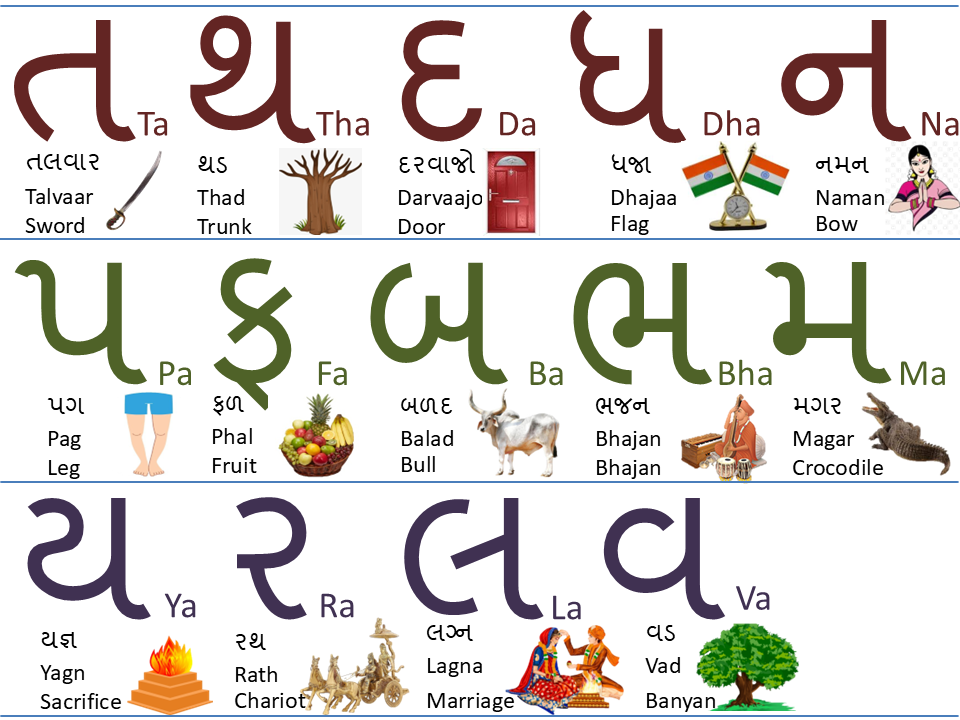 ત થ દ ધ ન
Ta Tha Da Dha Na
તલવાર થડ દરવાજો ધજા નમન
Talvaar Thad Darvaajo Dhajaa Naman
Sword Trunk Door Flag Bow
પ ફ બ ભ મ
Pa Fa Ba Bha Ma
પગ ફળ બળદ ભજન મગર
Pag Phal Balad Bhajan Magar
Leg Fruit Bull Bhajan Crocodile
ય ર લ વ
Ya Ra La Va
યજ્ઞ રથ લગ્ન વડ
Yagn Rath Lagna Vad
Sacrifice Chariot Marriage Banyan